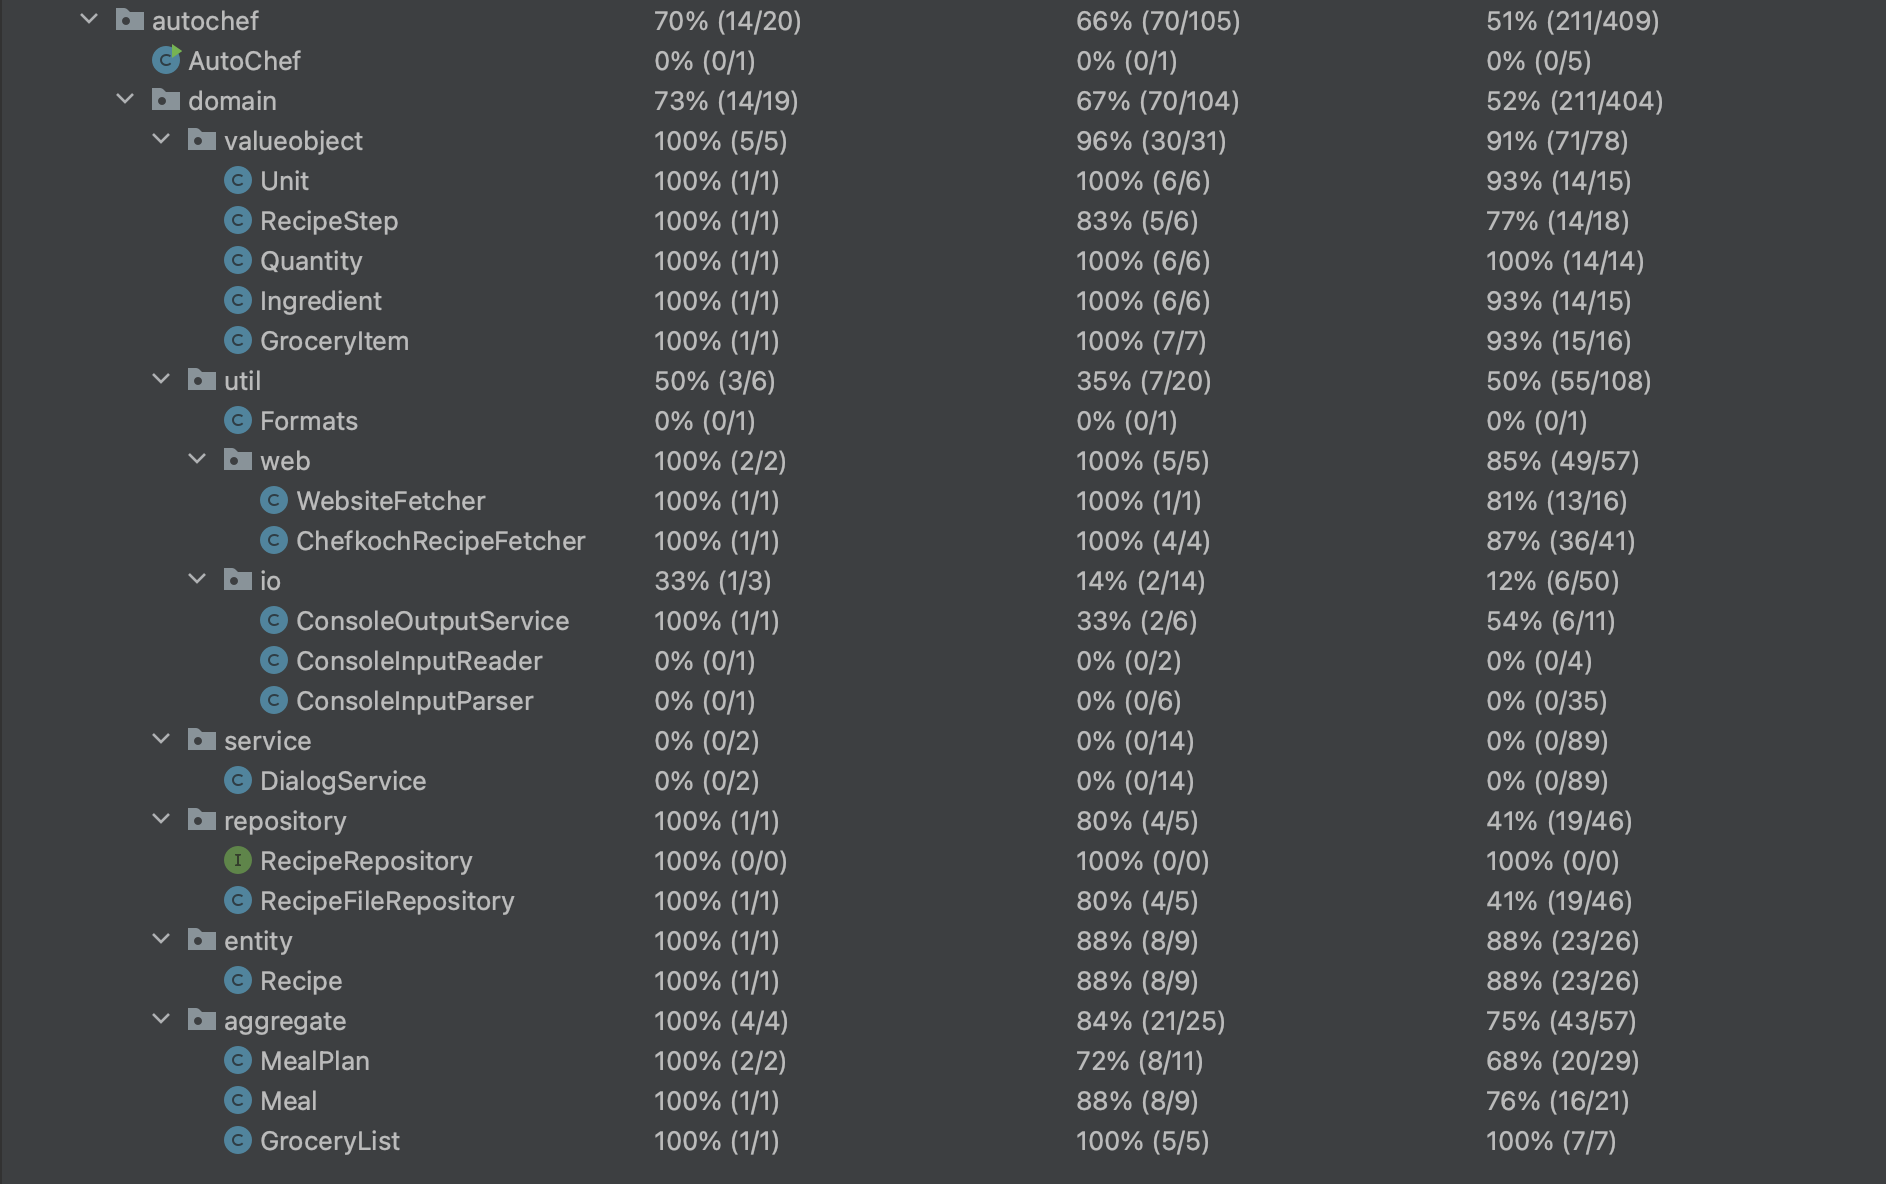 autochef 70% (14/20) 66% (70/105) 51% (211/409)
C AutoChef 0% (0/1) 0% (0/1) 0% (0/5)
domain 73% (14/19) 67% (70/104) 52% (211/404)
valueobject 100% (5/5) 96% (30/31) 91% (71/78)
C Unit 100% (1/1) 100% (6/6) 93% (14/15)
C RecipeStep 100% (1/1) 83% (5/6) 77% (14/18)
C Quantity 100% (1/1) 100% (6/6) 100% (14/14)
C Ingredient 100% (1/1) 100% (6/6) 93% (14/15)
C GroceryItem 100% (1/1) 100% (7/7) 93% (15/16)
util 50% (3/6) 35% (7/20) 50% (55/108)
C Formats 0% (0/1) 0% (0/1) 0% (0/1)
web 100% (2/2) 100% (5/5) 85% (49/57)
C WebsiteFetcher 100% (1/1) 100% (1/1) 81% (13/16)
C ChefkochRecipeFetcher 100% (1/1) 100% (4/4) 87% (36/41)
io 33% (1/3) 14% (2/14) 12% (6/50)
C ConsoleOutputService 100% (1/1) 33% (2/6) 54% (6/11)
C ConsoleInputReader 0% (0/1) 0% (0/2) 0% (0/4)
C ConsoleInputParser 0% (0/1) 0% (0/6) 0% (0/35)
service 0% (0/2) 0% (0/14) 0% (0/89)
C DialogService 0% (0/2) 0% (0/14) 0% (0/89)
repository 100% (1/1) 80% (4/5) 41% (19/46)
I RecipeRepository 100% (0/0) 100% (0/0) 100% (0/0)
C RecipeFileRepository 100% (1/1) 80% (4/5) 41% (19/46)
entity 100% (1/1) 88% (8/9) 88% (23/26)
C Recipe 100% (1/1) 88% (8/9) 88% (23/26)
aggregate 100% (4/4) 84% (21/25) 75% (43/57)
C MealPlan 100% (2/2) 72% (8/11) 68% (20/29)
C Meal 100% (1/1) 88% (8/9) 76% (16/21)
C GroceryList 100% (1/1) 100% (5/5) 100% (7/7)